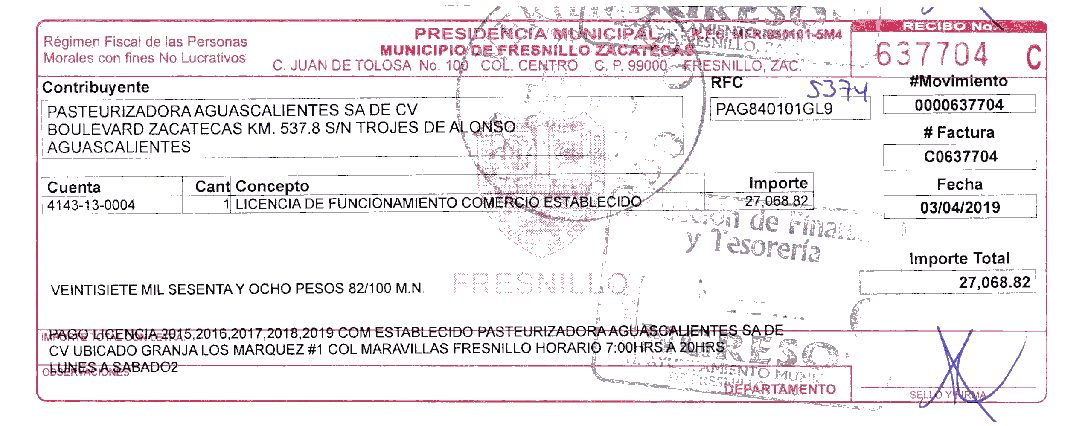 RECIBO No.
Régimen Fiscal de las Personas
Morales con fines No Lucrativos
PRESIDENCIA MUNICIPAL
MUNICIPIO DE FRESNILLO ZACATECAS
C. JUAN DE TOLOSA No. 100 COL. CENTRO C. P. 99000 FRESNILLO, ZAC.
637704 C
Contribuyente
RFC
5374
#Movimiento
PASTEURIZADORA AGUASCALIENTES SA DE CV
PAG840101GL9
0000637704
BOULEVARD ZACATECAS KM. 537.8 S/N TROJES DE ALONSO
AGUASCALIENTES
# Factura
C0637704
Cuenta Cant Concepto Importe
Fecha
4143-13-0004 1 LICENCIA DE FUNCIONAMIENTO COMERCIO ESTABLECIDO 27,068.82
03/04/2019
de Finan
y Tesorería
Importe Total
27,068.82
FRESNILLO
VEINTISIETE MIL SESENTA Y OCHO PESOS 82/100 M.N.
IMPORTE TOTAL CON LETRA
PAGO LICENCIA 2015,2016,2017,2018,2019 COM ESTABLECIDO PASTEURIZADORA AGUASCALIENTES SA DE
CV UBICADO GRANJA LOS MARQUEZ #1 COL MARAVILLAS FRESNILLO HORARIO 7:00HRS A 20HRS
LUNES A SABADO2
OBSERVACIONES
DEPARTAMENTO
SELLO Y FIRMA